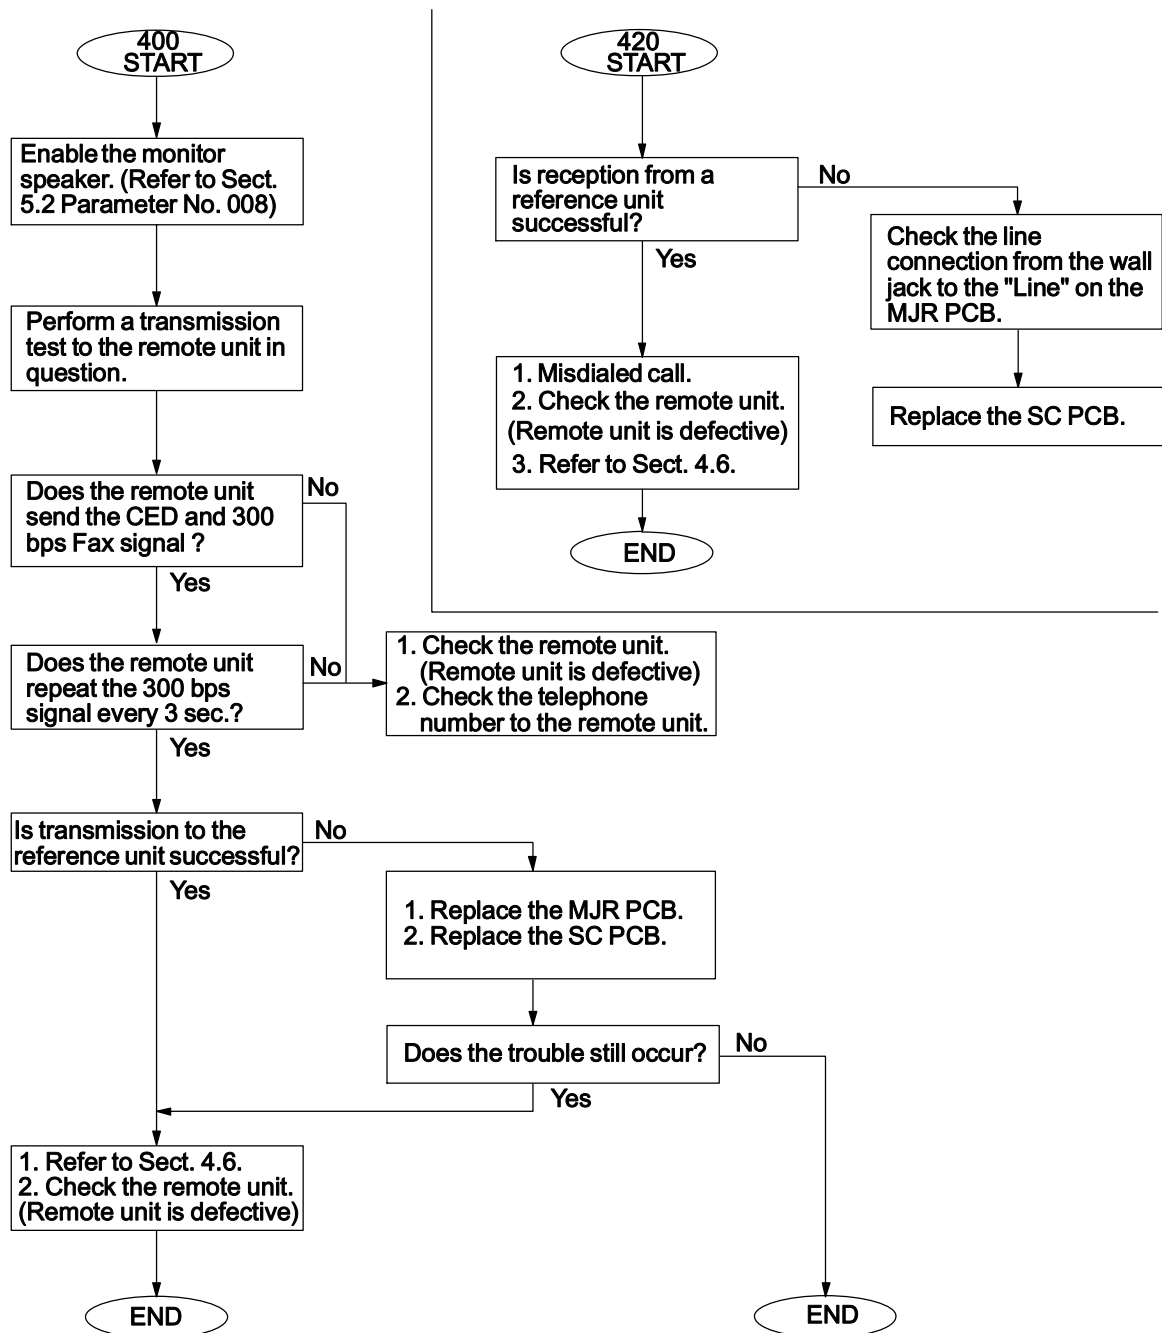 400
START
Enable the monitor
speaker. (Refer to Sect.
5.2 Parameter No. 008)
Perform a transmission
test to the remote unit in
question.
Does the remote unit
send the CED and 300
bps Fax signal ?
No
Yes
Does the remote unit
repeat the 300 bps
signal every 3 sec.?
No
Yes
1. Check the remote unit.
(Remote unit is defective)
2. Check the telephone
number to the remote unit.
Is transmission to the
reference unit successful?
No
Yes
1. Replace the MJR PCB.
2. Replace the SC PCB.
Does the trouble still occur?
No
Yes
1. Refer to Sect. 4.6.
2. Check the remote unit.
(Remote unit is defective)
END
END
420
START
Is reception from a
reference unit
successful?
No
Yes
Check the line
connection from the wall
jack to the "Line" on the
MJR PCB.
Replace the SC PCB.
1. Misdialed call.
2. Check the remote unit.
(Remote unit is defective)
3. Refer to Sect. 4.6.
END